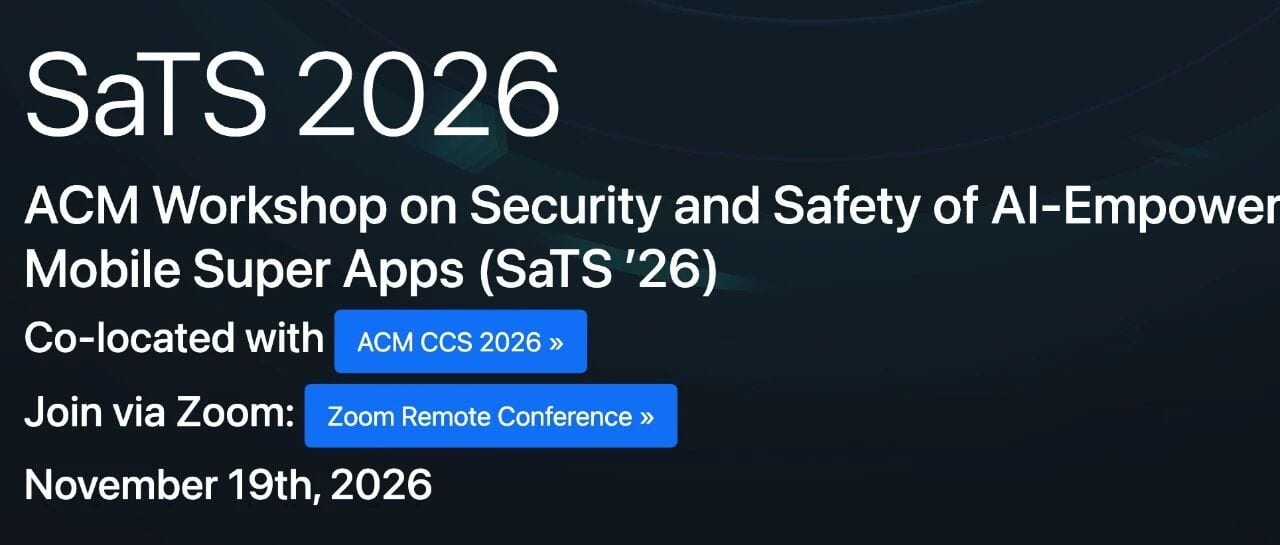 SaTS 2026
ACM Workshop on Security and Safety of AI-Empower
Mobile Super Apps (SaTS ’26)
Co-located with ACM CCS 2026 »
Join via Zoom: Zoom Remote Conference »
November 19th, 2026